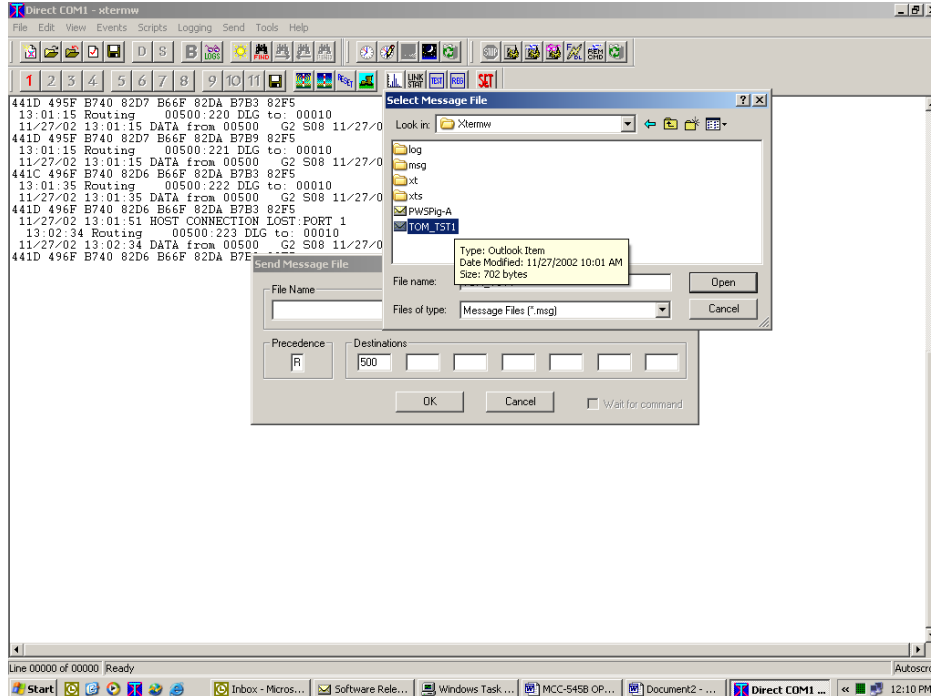 Direct COM1 - xtermw
File Edit View Events Scripts Logging Send Tools Help
D S B LOGS FIND STOP BL REM CMD
1 2 3 4 5 6 7 8 9 10 11 RESET LINK STAT TEST REG SET
441D 495F B740 82D7 B66F 82DA B7B3 82F5
13:01:15 Routing 00500:220 DLG to: 00010
11/27/02 13:01:15 DATA from 00500 G2 S08 11/27/0
441D 495F B740 82D7 B66F 82DA B7B9 82F5
13:01:15 Routing 00500:221 DLG to: 00010
11/27/02 13:01:15 DATA from 00500 G2 S08 11/27/0
441C 496F B740 82D6 B66F 82DA B7B3 82F5
13:01:35 Routing 00500:222 DLG to: 00010
11/27/02 13:01:35 DATA from 00500 G2 S08 11/27/0
441D 496F B740 82D6 B66F 82DA B7B3 82F5
11/27/02 13:01:51 HOST CONNECTION LOST:PORT 1
13:02:34 Routing 00500:223 DLG to: 00010
11/27/02 13:02:34 DATA from 00500 G2 S08 11/27/0
441D 496F B740 82D6 B66F 82DA
Select Message File
Look in: Xtermw
log
msg
xt
xts
PWSPig-A
TOM_TST1
Type: Outlook Item
Date Modified: 11/27/2002 10:01 AM
Size: 702 bytes
File name:
Open
Files of type: Message Files (*.msg)
Cancel
Send Message File
File Name
Precedence
R
Destinations
500
OK
Cancel
Wait for command
Line 00000 of 00000 Ready
Autoscro
Start
Inbox - Micros...
Software Rele...
Windows Task ...
MCC-545B OP...
Document2 - ...
Direct COM1 ...
« 12:10 PM